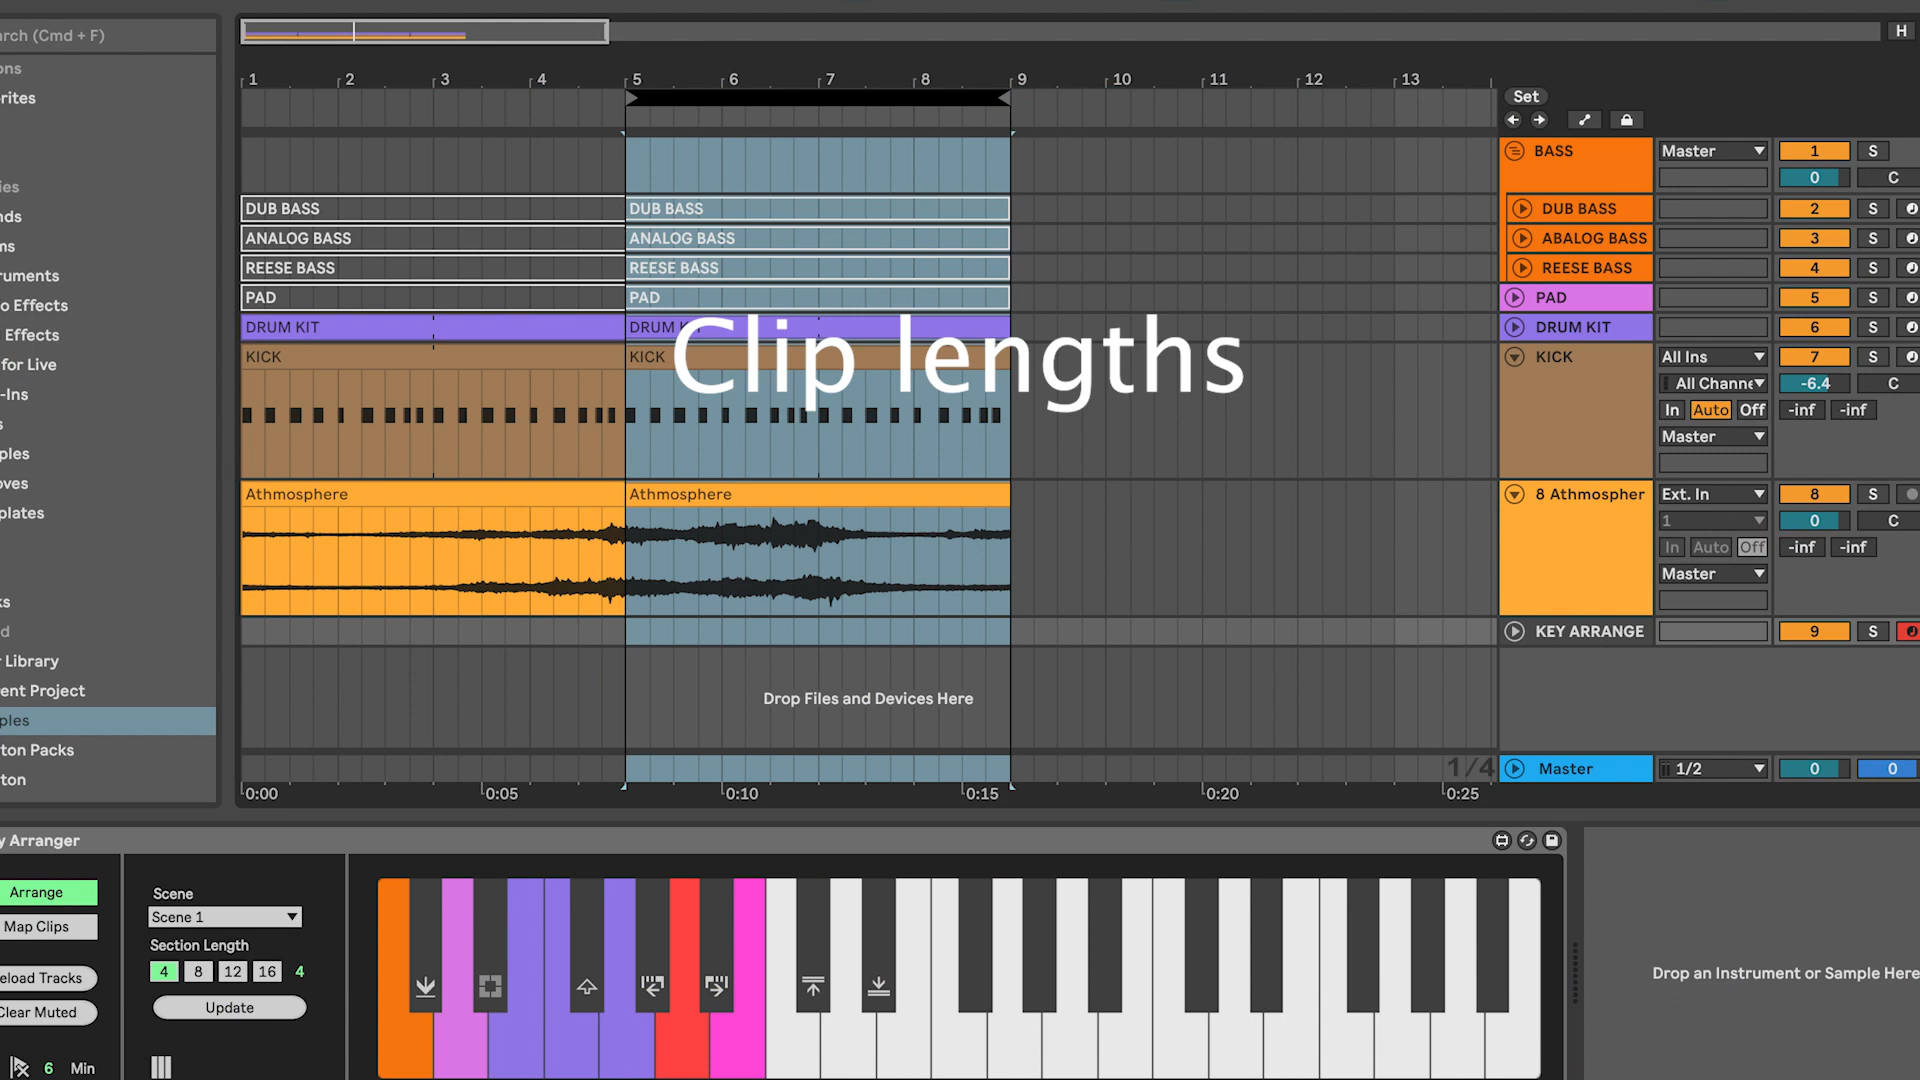 rch (Cmd + F)
H
1 2 3 4 5 6 7 8 9 10 11 12 13
ons
rites
Set
BASS Master 1 S
0 C
ies
DUB BASS DUB BASS DUB BASS 2 S
nds
ANALOG BASS ANALOG BASS ABALOG BASS 3 S
ms
REESE BASS REESE BASS REESE BASS 4 S
ruments
PAD PAD PAD 5 S
o Effects
DRUM KIT DRUM K DRUM KIT 6 S
Effects
Clip lengths
KICK KICK KICK All Ins 7 S
for Live
All Channe -6.4 C
-Ins
In Auto Off -inf -inf
s
Master
ples
oves
Athmosphere Athmosphere 8 Athmospher Ext. In 8 S
plates
1 0 C
In Auto Off -inf -inf
Master
ks
d
KEY ARRANGE 9 S
r Library
ent Project
Drop Files and Devices Here
ples
ton Packs
1/4 Master 1/2 0 0
ton
0:00 0:05 0:10 0:15 0:20 0:25
y Arranger
Arrange
Scene
Map Clips
Scene 1
Section Length
4 8 12 16 4
eload Tracks
Update
Clear Muted
Drop an Instrument or Sample Here
6 Min